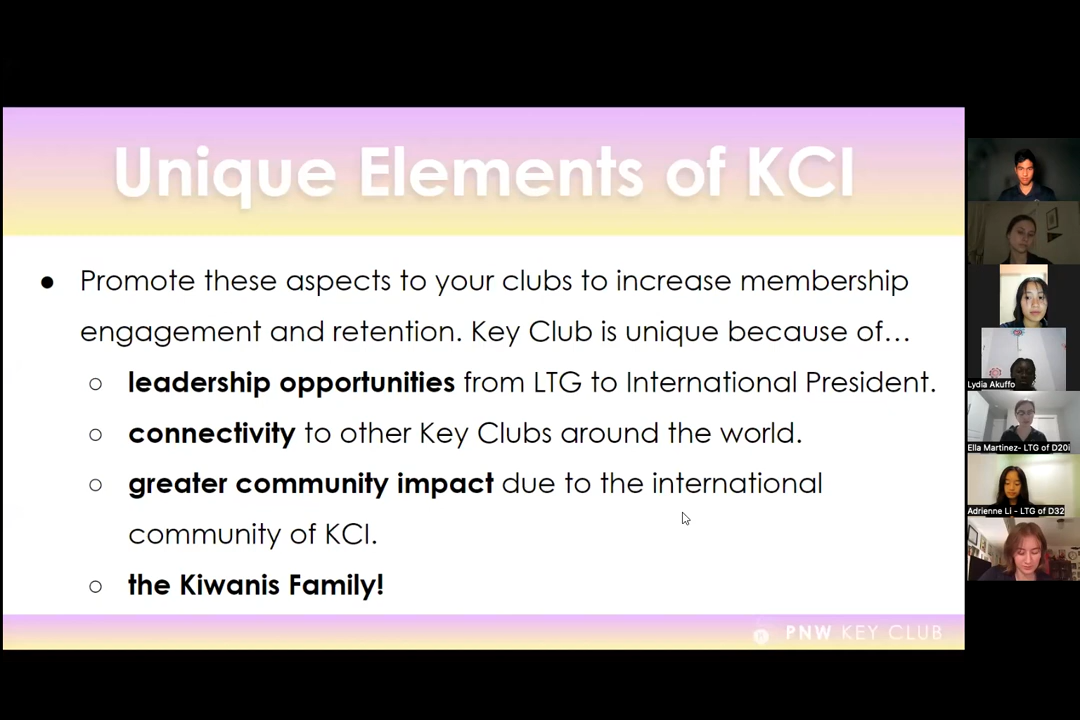 Unique Elements of KCI
● Promote these aspects to your clubs to increase membership
engagement and retention. Key Club is unique because of...
○ leadership opportunities from LTG to International President.
○ connectivity to other Key Clubs around the world.
○ greater community impact due to the international
community of KCI.
○ the Kiwanis Family!
PNW KEY CLUB
Lydia Akuffo
Ella Martinez- LTG of D20i
Adrienne Li - LTG of D32